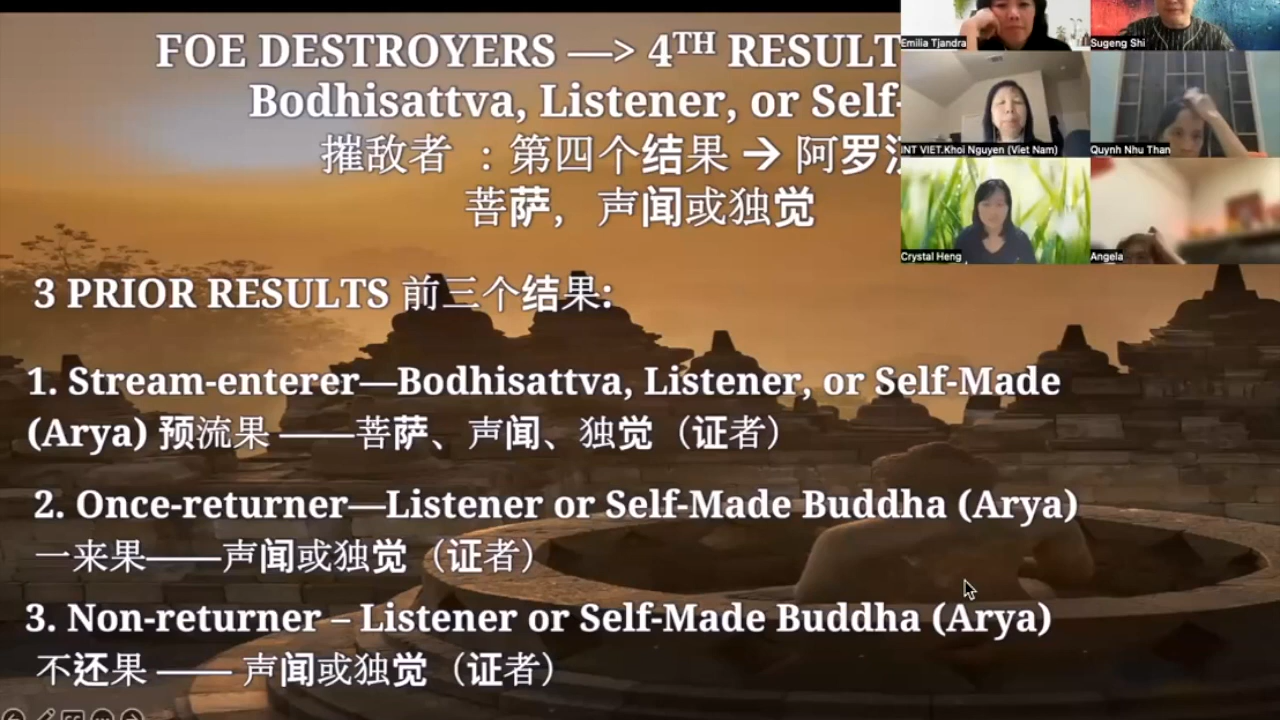 FOE DESTROYERS —> 4TH RESULT
Bodhisattva, Listener, or Self-
摧敌者 ：第四个结果 → 阿罗
菩萨，声闻或独觉
3 PRIOR RESULTS 前三个结果:
1. Stream-enterer—Bodhisattva, Listener, or Self-Made
(Arya) 预流果 ——菩萨、声闻、独觉（证者）
2. Once-returner—Listener or Self-Made Buddha (Arya)
一来果——声闻或独觉（证者）
3. Non-returner – Listener or Self-Made Buddha (Arya)
不还果 —— 声闻或独觉（证者）
Emilia Tjandra
Sugeng Shi
INT VIET.Khoi Nguyen (Viet Nam)
Quynh Nhu Than
Crystal Heng
Angela